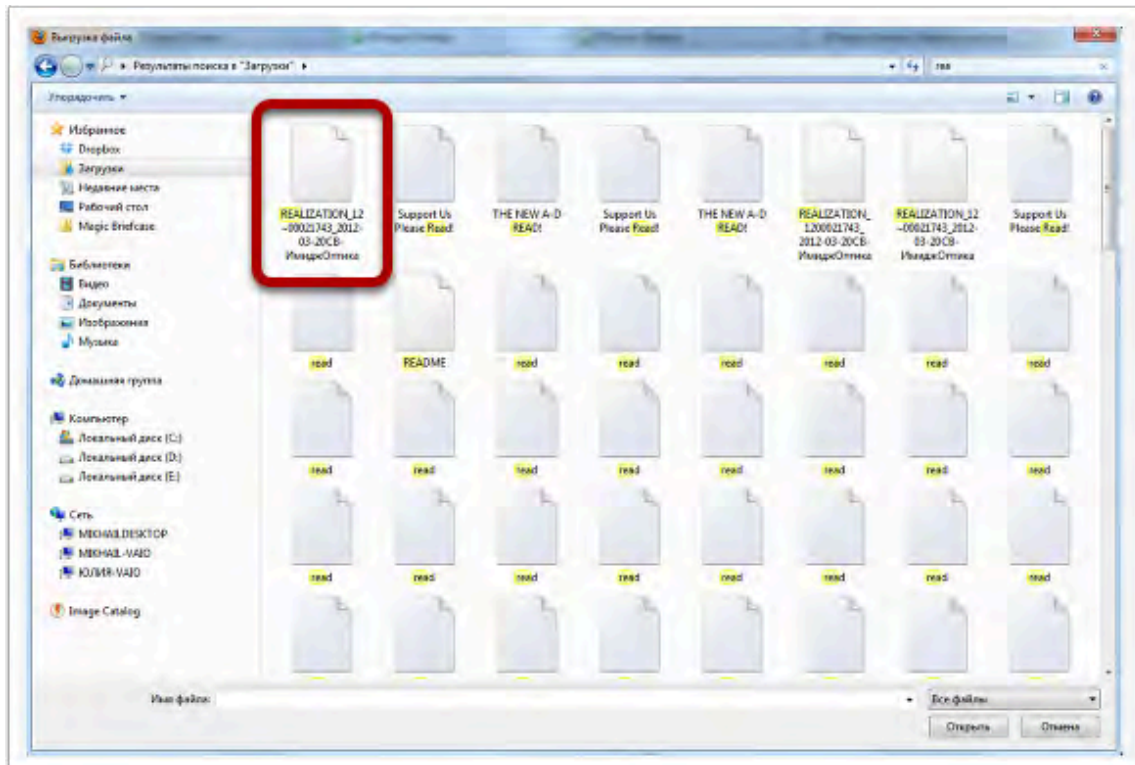 Выгрузка файла
Результаты поиска в "Загрузки"
rea
Упорядочить
Избранное
Dropbox
Загрузки
Недавние места
Рабочий стол
Magic Briefcase
Библиотеки
Видео
Документы
Изображения
Музыка
Домашняя группа
Компьютер
Локальный диск (C:)
Локальный диск (D:)
Локальный диск (E:)
Сеть
MIKHAILDESKTOP
MIKHAIL-VAIO
ЮЛИЯ-VAIO
Image Catalog
REALIZATION_12
~00021743_2012-
03-20СВ-
ИмиджОптика
Support Us
Please Read!
THE NEW A-D
READ!
Support Us
Please Read!
THE NEW A-D
READ!
REALIZATION_
1200021743_
2012-03-20СВ-
ИмиджОптика
REALIZATION_12
~00021743_2012-
03-20СВ-
ИмиджОптика
Support Us
Please Read!
read README read read read read read read
read read read read read read read read
read read read read read read read read
Имя файла:
Все файлы
Открыть Отмена